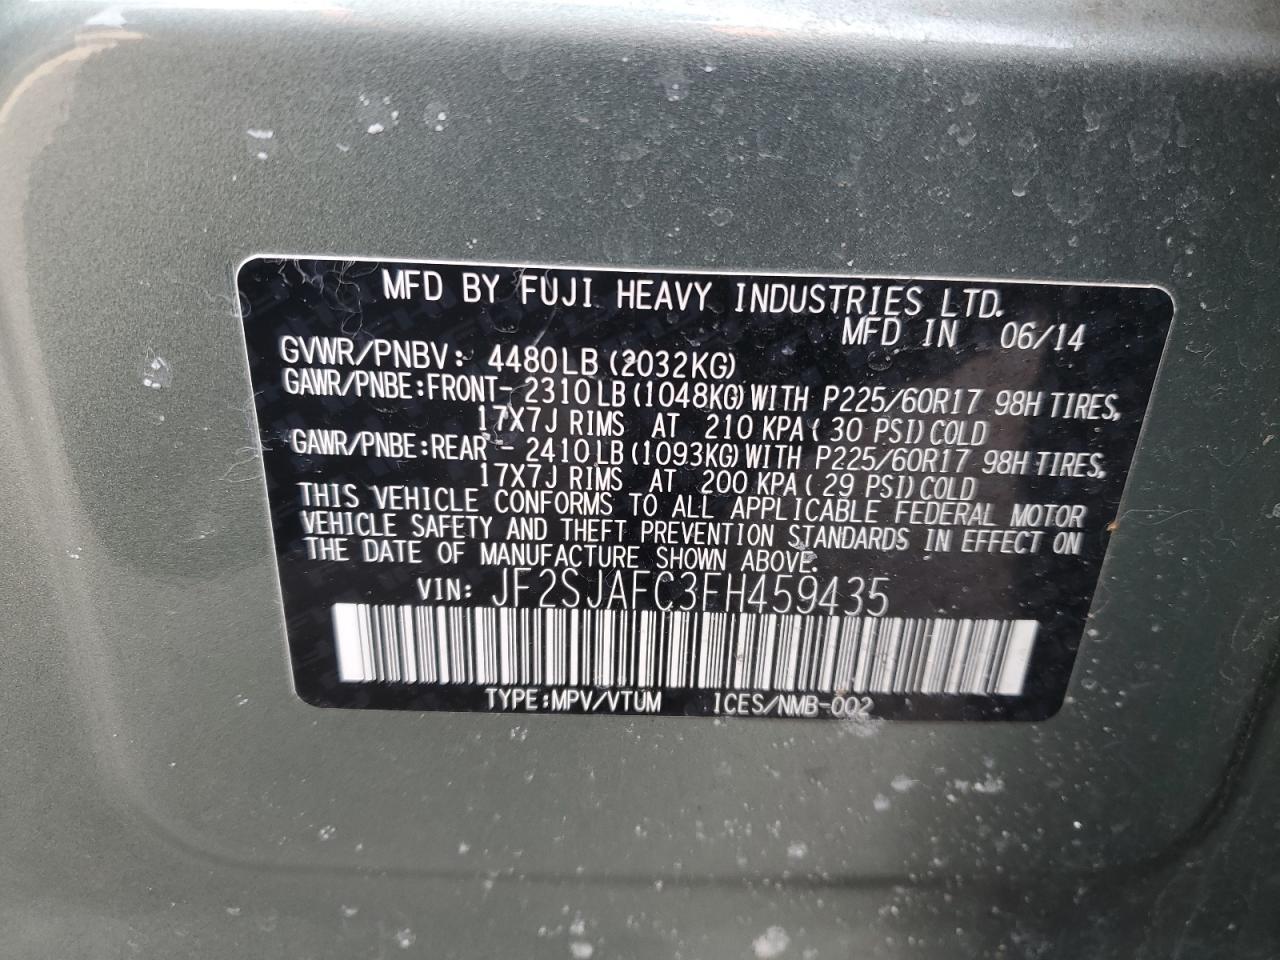 MFD BY FUJI HEAVY INDUSTRIES LTD.
MFD IN 06/14
GVWR/PNBV: 4480LB (2032KG)
GAWR/PNBE:FRONT- 2310LB (1048KG) WITH P225/60R17 98H TIRES,
17X7J RIMS AT 210 KPA ( 30 PSI) COLD
GAWR/PNBE:REAR - 2410LB (1093KG) WITH P225/60R17 98H TIRES,
17X7J RIMS AT 200 KPA ( 29 PSI) COLD
THIS VEHICLE CONFORMS TO ALL APPLICABLE FEDERAL MOTOR
VEHICLE SAFETY AND THEFT PREVENTION STANDARDS IN EFFECT ON
THE DATE OF MANUFACTURE SHOWN ABOVE.
VIN: JF2SJAFC3FH459435
TYPE:MPV/VTUM ICES/NMB-002